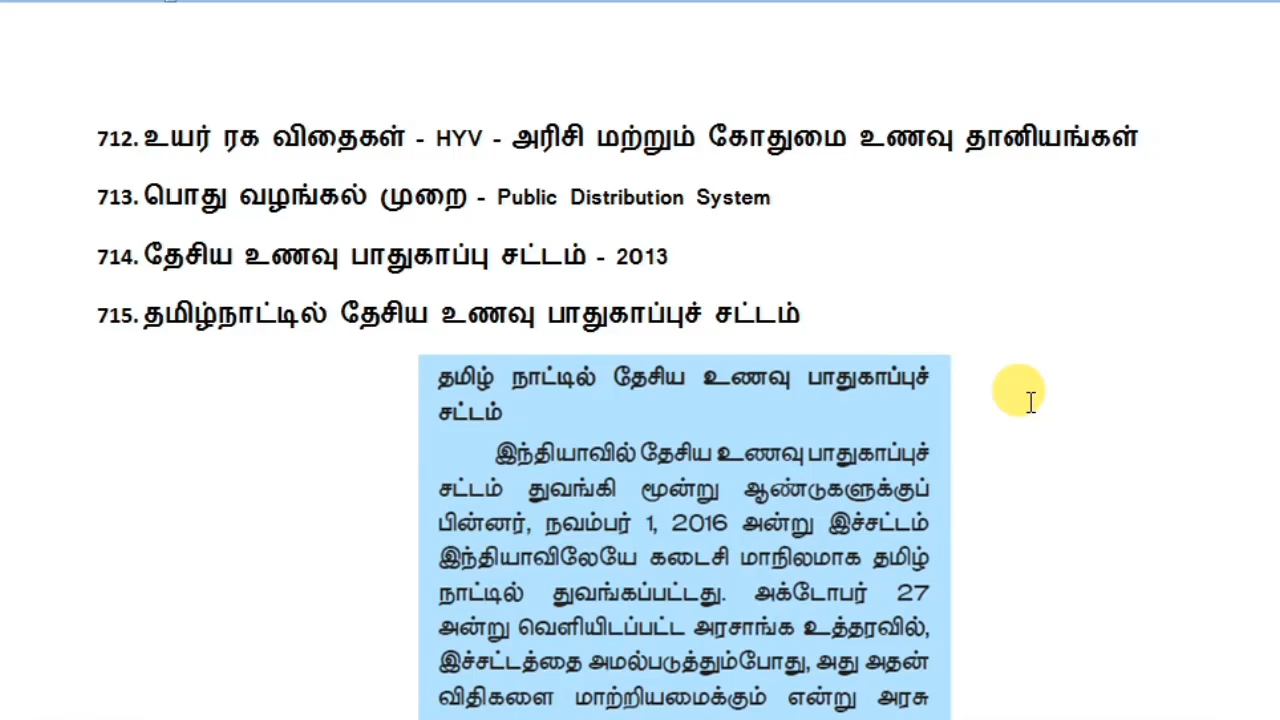 712. உயர் ரக விதைகள் - HYV - அரிசி மற்றும் கோதுமை உணவு தானியங்கள்
713. பொது வழங்கல் முறை - Public Distribution System
714. தேசிய உணவு பாதுகாப்பு சட்டம் - 2013
715. தமிழ்நாட்டில் தேசிய உணவு பாதுகாப்புச் சட்டம்
தமிழ் நாட்டில் தேசிய உணவு பாதுகாப்புச்
சட்டம்
இந்தியாவில் தேசிய உணவு பாதுகாப்புச்
சட்டம் துவங்கி மூன்று ஆண்டுகளுக்குப்
பின்னர், நவம்பர் 1, 2016 அன்று இச்சட்டம்
இந்தியாவிலேயே கடைசி மாநிலமாக தமிழ்
நாட்டில் துவங்கப்பட்டது. அக்டோபர் 27
அன்று வெளியிடப்பட்ட அரசாங்க உத்தரவில்,
இச்சட்டத்தை அமல்படுத்தும்போது, அது அதன்
விதிகளை மாற்றியமைக்கும் என்று அரசு